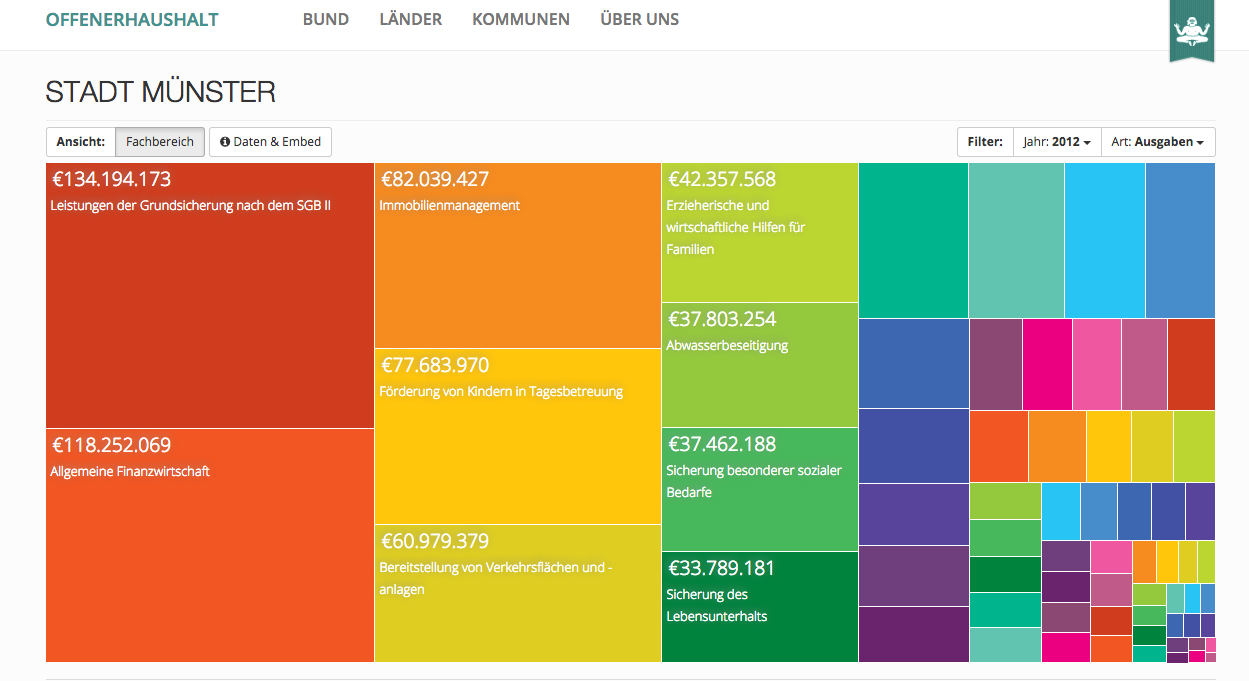 OFFENERHAUSHALT
BUND LÄNDER KOMMUNEN ÜBER UNS
STADT MÜNSTER
Ansicht: Fachbereich Daten & Embed
Filter: Jahr: 2012 Art: Ausgaben
€134.194.173
Leistungen der Grundsicherung nach dem SGB II
€118.252.069
Allgemeine Finanzwirtschaft
€82.039.427
Immobilienmanagement
€77.683.970
Förderung von Kindern in Tagesbetreuung
€60.979.379
Bereitstellung von Verkehrsflächen und -
anlagen
€42.357.568
Erzieherische und
wirtschaftliche Hilfen für
Familien
€37.803.254
Abwasserbeseitigung
€37.462.188
Sicherung besonderer sozialer
Bedarfe
€33.789.181
Sicherung des
Lebensunterhalts